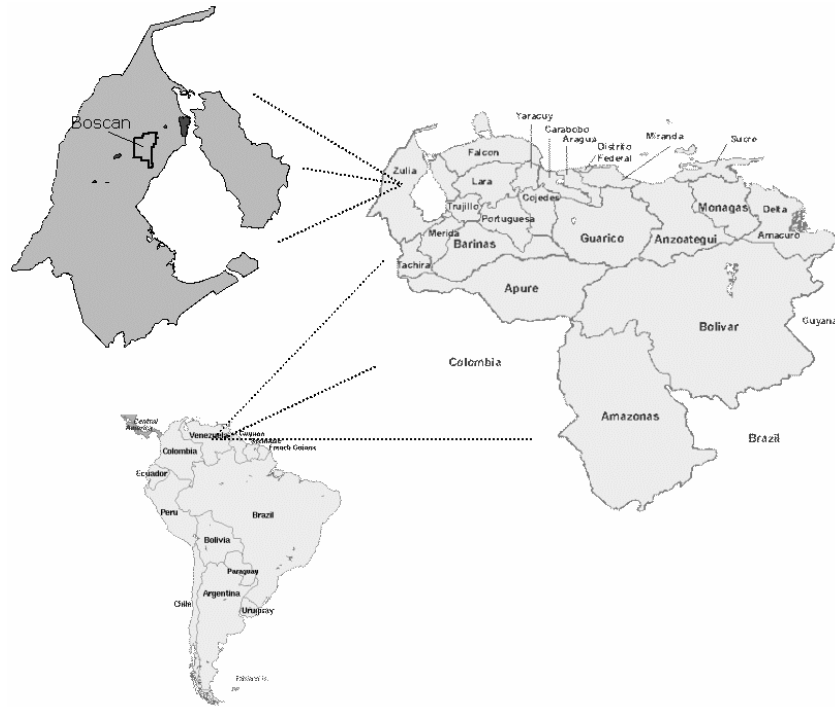 Boscan
Yaracuy
Carabobo
Aragua
Distrito
Federal
Miranda
Sucre
Zulia
Falcon
Lara
Trujillo
Cojedes
Portuguesa
Merida
Barinas
Tachira
Guarico
Anzoategui
Monagas
Delta
Amacuro
Apure
Bolivar
Guyana
Colombia
Amazonas
Brazil
Central
America
Venezuela
Colombia
French Guiana
Ecuador
Peru
Brazil
Bolivia
Paraguay
Argentina
Chile
Uruguay